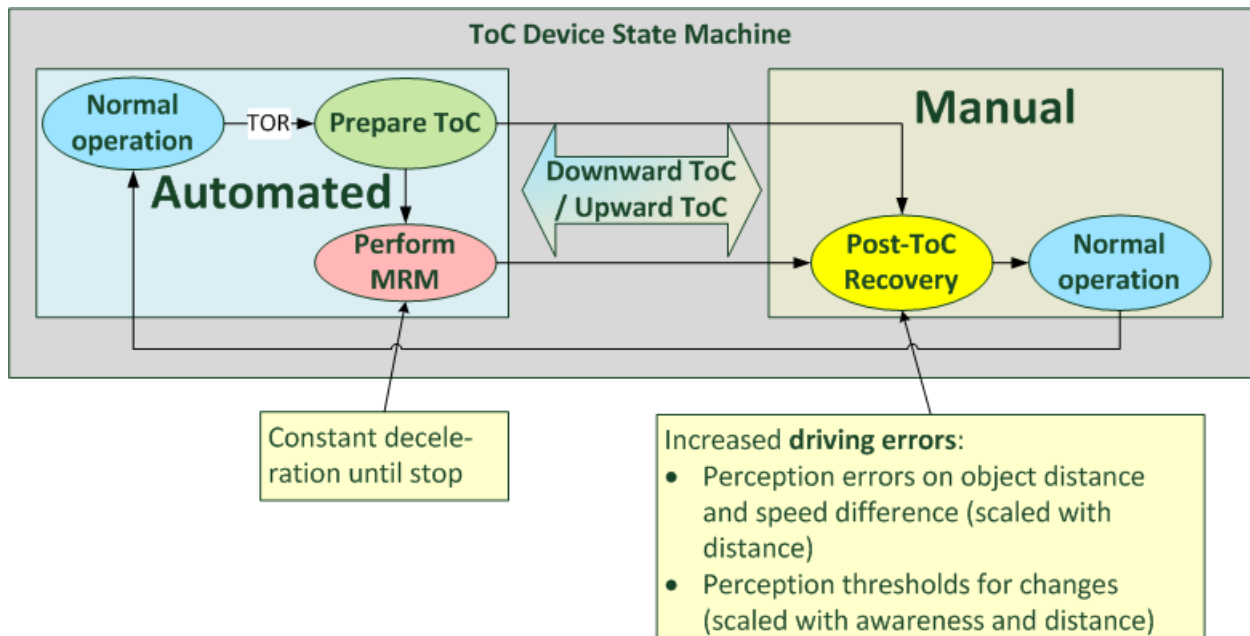 ToC Device State Machine
Normal
operation
TOR
Prepare ToC
Automated
Perform
MRM
Downward ToC
/ Upward ToC
Manual
Post-ToC
Recovery
Normal
operation
Constant decele-
ration until stop
Increased driving errors:
• Perception errors on object distance
and speed difference (scaled with
distance)
• Perception thresholds for changes
(scaled with awareness and distance)